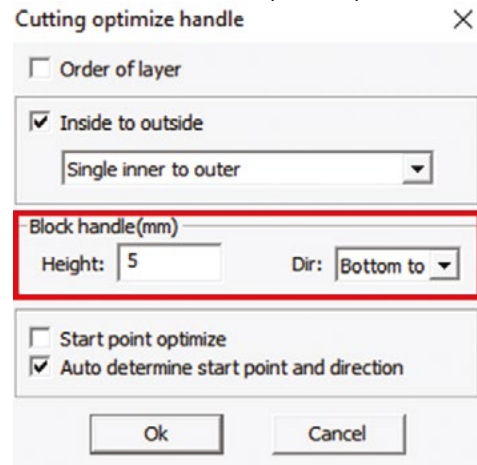 Cutting optimize handle
Order of layer
Inside to outside
Single inner to outer
Block handle(mm)
Height: 5 Dir: Bottom to
Start point optimize
Auto determine start point and direction
Ok Cancel